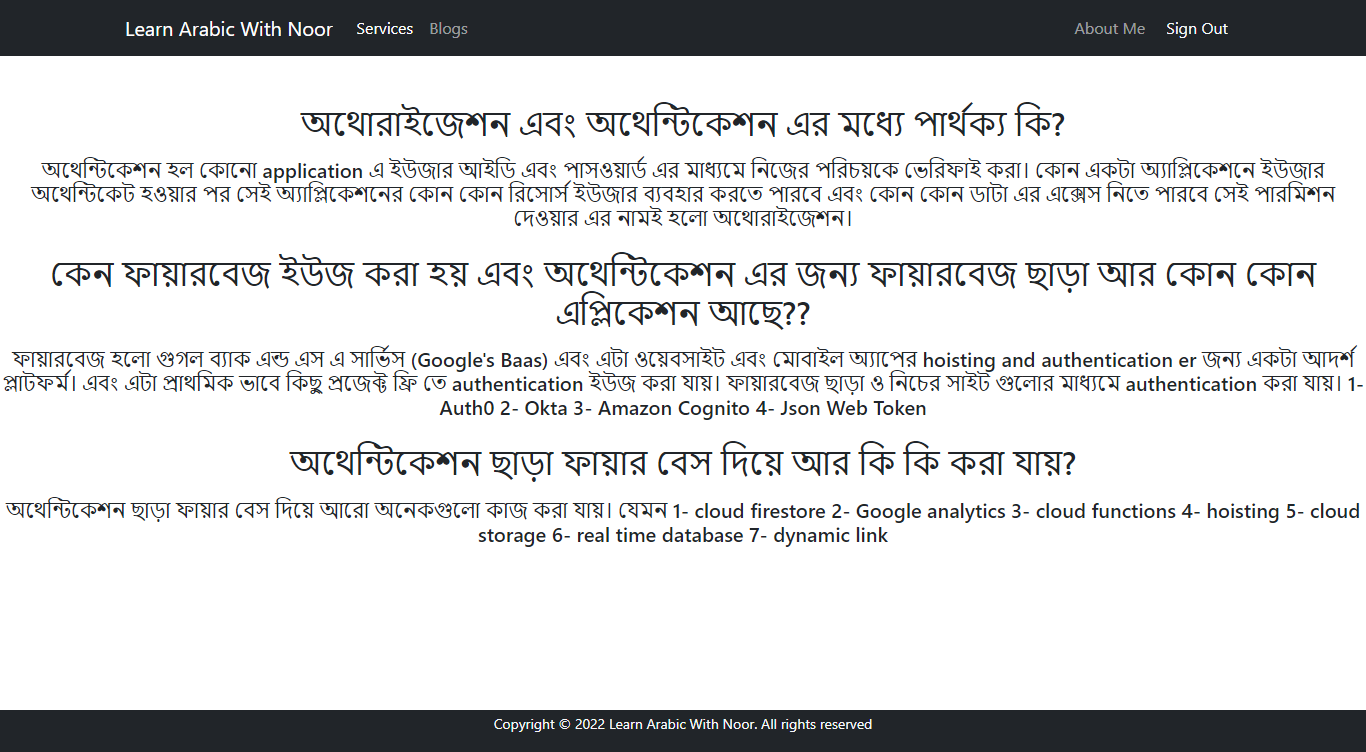 Learn Arabic With Noor Services Blogs About Me Sign Out
অথোরাইজেশন এবং অথেন্টিকেশন এর মধ্যে পার্থক্য কি?
অথেন্টিকেশন হল কোনো application এ ইউজার আইডি এবং পাসওয়ার্ড এর মাধ্যমে নিজের পরিচয়কে ভেরিফাই করা। কোন একটা অ্যাপ্লিকেশনে ইউজার
অথেন্টিকেট হওয়ার পর সেই অ্যাপ্লিকেশনের কোন কোন রিসোর্স ইউজার ব্যবহার করতে পারবে এবং কোন কোন ডাটা এর এক্সেস নিতে পারবে সেই পারমিশন
দেওয়ার এর নামই হলো অথোরাইজেশন।
কেন ফায়ারবেজ ইউজ করা হয় এবং অথেন্টিকেশন এর জন্য ফায়ারবেজ ছাড়া আর কোন কোন
এপ্লিকেশন আছে??
ফায়ারবেজ হলো গুগল ব্যাক এন্ড এস এ সার্ভিস (Google's Baas) এবং এটা ওয়েবসাইট এবং মোবাইল অ্যাপের hoisting and authentication er জন্য একটা আদর্শ
প্লাটফর্ম। এবং এটা প্রাথমিক ভাবে কিছু প্রজেক্ট ফ্রি তে authentication ইউজ করা যায়। ফায়ারবেজ ছাড়া ও নিচের সাইট গুলোর মাধ্যমে authentication করা যায়। 1-
Auth0 2- Okta 3- Amazon Cognito 4- Json Web Token
অথেন্টিকেশন ছাড়া ফায়ার বেস দিয়ে আর কি কি করা যায়?
অথেন্টিকেশন ছাড়া ফায়ার বেস দিয়ে আরো অনেকগুলো কাজ করা যায়। যেমন 1- cloud firestore 2- Google analytics 3- cloud functions 4- hoisting 5- cloud
storage 6- real time database 7- dynamic link
Copyright © 2022 Learn Arabic With Noor. All rights reserved